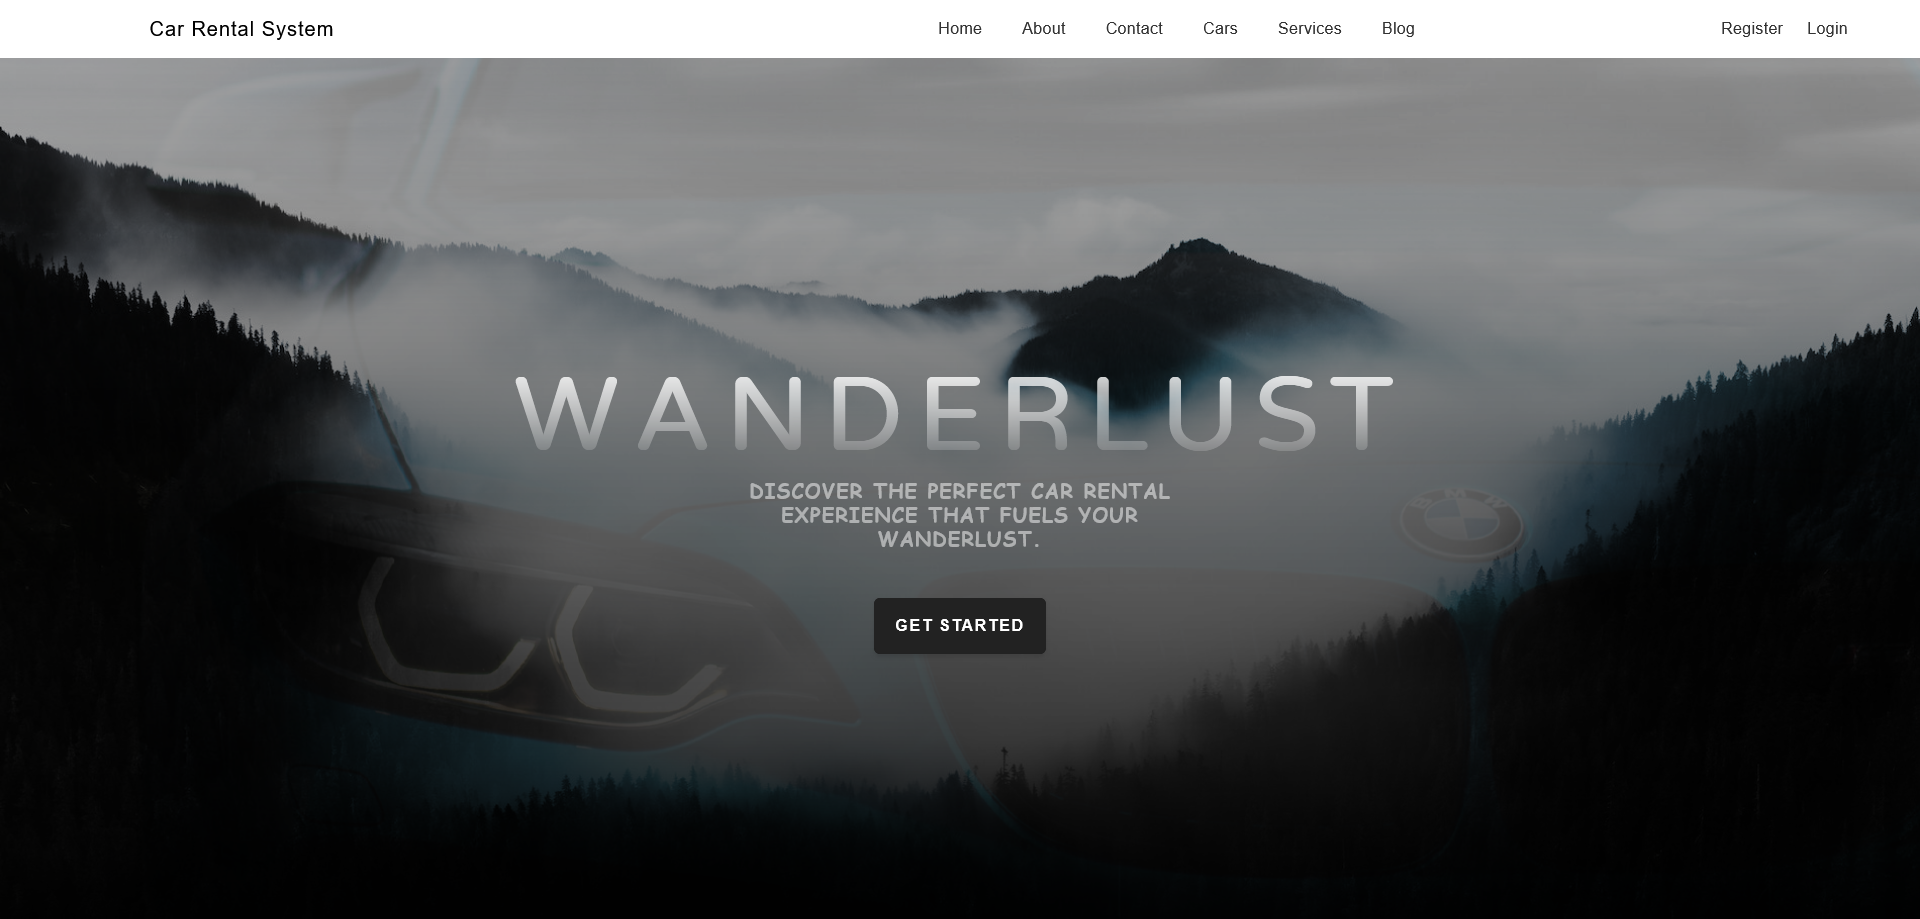 Car Rental System
Home About Contact Cars Services Blog
Register Login
WANDERLUST
DISCOVER THE PERFECT CAR RENTAL
EXPERIENCE THAT FUELS YOUR
WANDERLUST.
BMW
GET STARTED